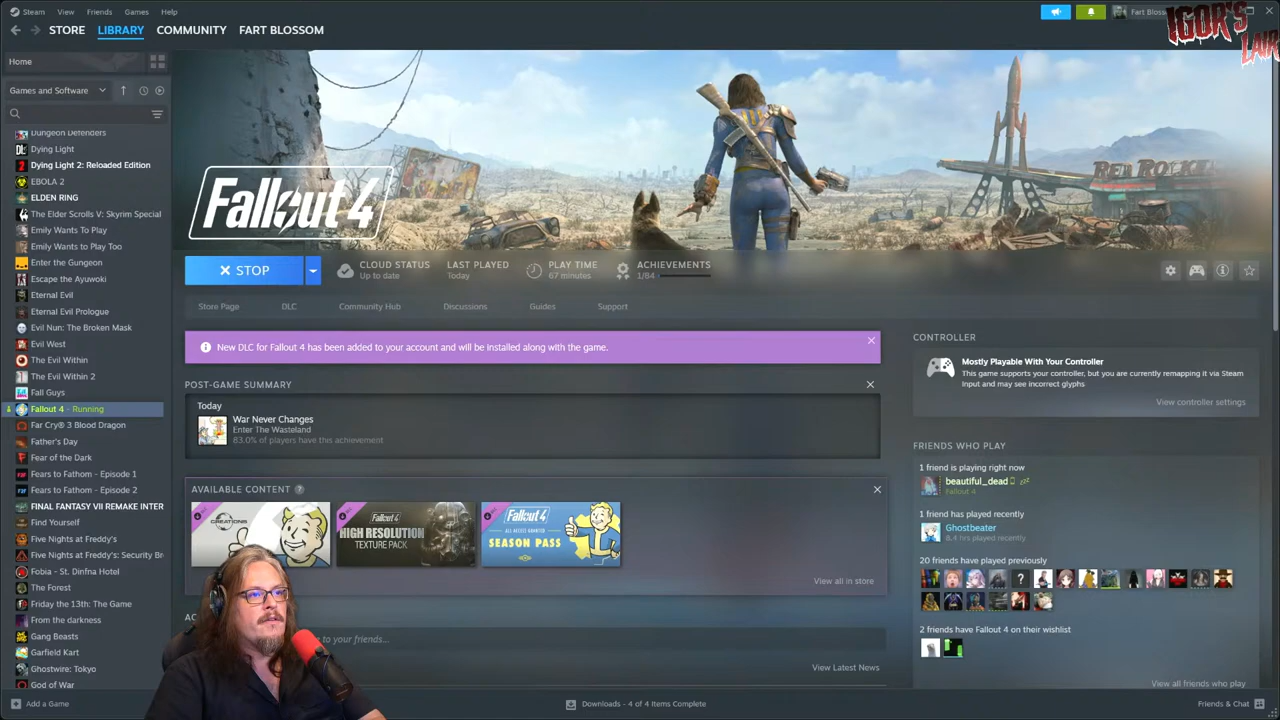 Steam View Friends Games Help
Fart Blosso
IGOR'S
LAIR
STORE LIBRARY COMMUNITY FART BLOSSOM
Home
Games and Software
Dungeon Defenders
Dying Light
Dying Light 2: Reloaded Edition
EBOLA 2
ELDEN RING
The Elder Scrolls V: Skyrim Special
Emily Wants To Play
Emily Wants to Play Too
Enter the Gungeon
Escape the Ayuwoki
Eternal Evil
Eternal Evil Prologue
Evil Nun: The Broken Mask
Evil West
The Evil Within
The Evil Within 2
Fall Guys
Fallout 4 - Running
Far Cry® 3 Blood Dragon
Father's Day
Fear of the Dark
Fears to Fathom - Episode 1
Fears to Fathom - Episode 2
FINAL FANTASY VII REMAKE INTER
Find Yourself
Five Nights at Freddy's
Five Nights at Freddy's: Security Br
Fobia - St. Dinfna Hotel
The Forest
Friday the 13th: The Game
From the darkness
Gang Beasts
Garfield Kart
Ghostwire: Tokyo
God of War
Add a Game
RED ROCKET
Fallout 4
STOP
CLOUD STATUS
Up to date
LAST PLAYED
Today
PLAY TIME
67 minutes
ACHIEVEMENTS
1/84
Store Page DLC Community Hub Discussions Guides Support
New DLC for Fallout 4 has been added to your account and will be installed along with the game.
POST-GAME SUMMARY
Today
War Never Changes
Enter The Wasteland
83.0% of players have this achievement
AVAILABLE CONTENT ?
CREATIONS
Fallout 4
HIGH RESOLUTION
TEXTURE PACK
Fallout 4
ALL ACCESS GRANTED
SEASON PASS
View all in store
to your friends...
View Latest News
CONTROLLER
Mostly Playable With Your Controller
This game supports your controller, but you are currently remapping it via Steam
Input and may see incorrect glyphs
View controller settings
FRIENDS WHO PLAY
1 friend is playing right now
beautiful_dead
Fallout 4
1 friend has played recently
Ghostbeater
8.4 hrs played recently
20 friends have played previously
?
2 friends have Fallout 4 on their wishlist
View all friends who play
Downloads - 4 of 4 Items Complete
Friends & Chat